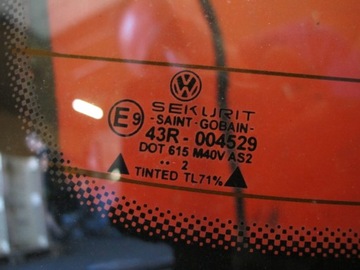 SEKURIT
E9 -SAINT-GOBAIN-
43R - 004529
DOT 615 M40V AS2
.. 2
TINTED TL71%